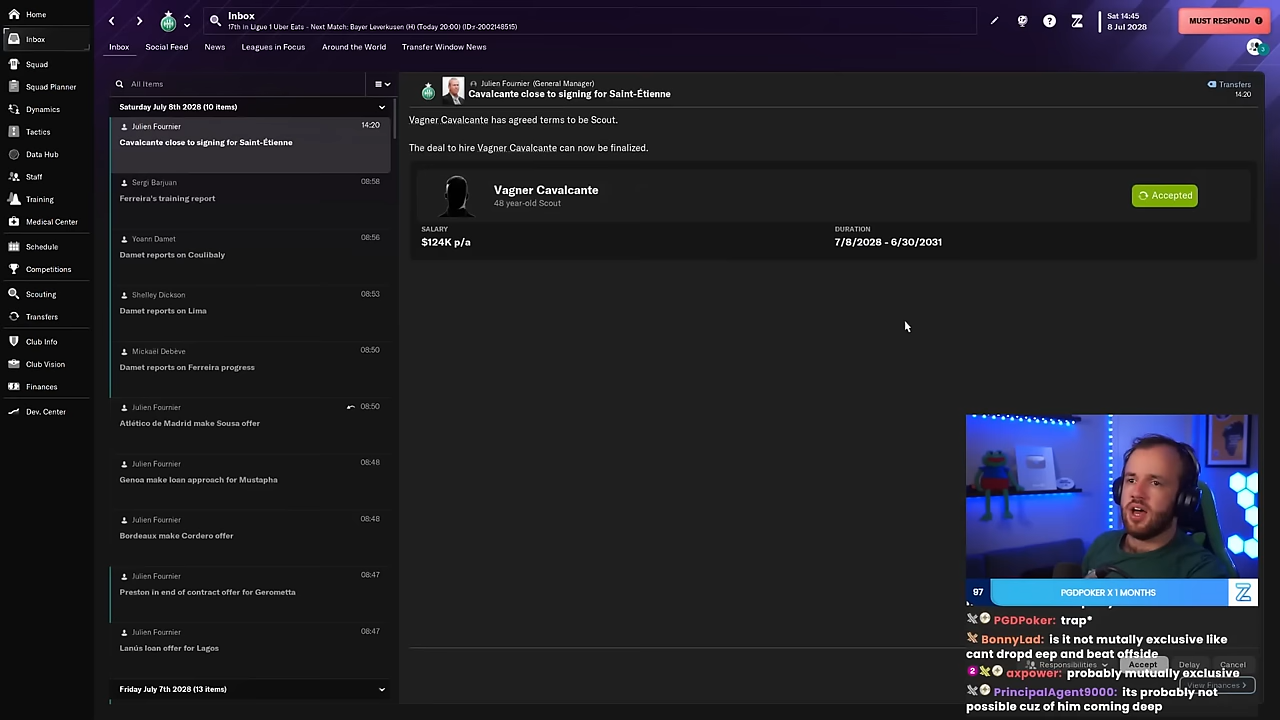 Home
Inbox
Squad
Squad Planner
Dynamics
Tactics
Data Hub
Staff
Training
Medical Center
Schedule
Competitions
Scouting
Transfers
Club Info
Club Vision
Finances
Dev. Center
Inbox
17th in Ligue 1 Uber Eats - Next Match: Bayer Leverkusen (H) (Today 20:00) (ID:r-2002148515)
Sat 14:45
8 Jul 2028
MUST RESPOND
3
Inbox Social Feed News Leagues in Focus Around the World Transfer Window News
All Items
Saturday July 8th 2028 (10 items)
Julien Fournier 14:20
Cavalcante close to signing for Saint-Étienne
Sergi Barjuan 08:58
Ferreira's training report
Yoann Damet 08:56
Damet reports on Coulibaly
Shelley Dickson 08:53
Damet reports on Lima
Mickaël Debève 08:50
Damet reports on Ferreira progress
Julien Fournier 08:50
Atlético de Madrid make Sousa offer
Julien Fournier 08:48
Genoa make loan approach for Mustapha
Julien Fournier 08:48
Bordeaux make Cordero offer
Julien Fournier 08:47
Preston in end of contract offer for Gerometta
Julien Fournier 08:47
Lanús loan offer for Lagos
Friday July 7th 2028 (13 items)
Julien Fournier (General Manager)
Cavalcante close to signing for Saint-Étienne
Transfers
14:20
Vagner Cavalcante has agreed terms to be Scout.
The deal to hire Vagner Cavalcante can now be finalized.
Vagner Cavalcante
48 year-old Scout
Accepted
SALARY
$124K p/a
DURATION
7/8/2028 - 6/30/2031
97 PGDPOKER X 1 MONTHS Z
PGDPoker: trap*
BonnyLad: is it not mutally exclusive like
cant dropd eep and beat offside
Responsibilities Accept Delay Cancel
2 axpower: probably mutually exclusive
View Finances >
PrincipalAgent9000: its probably not
possible cuz of him coming deep